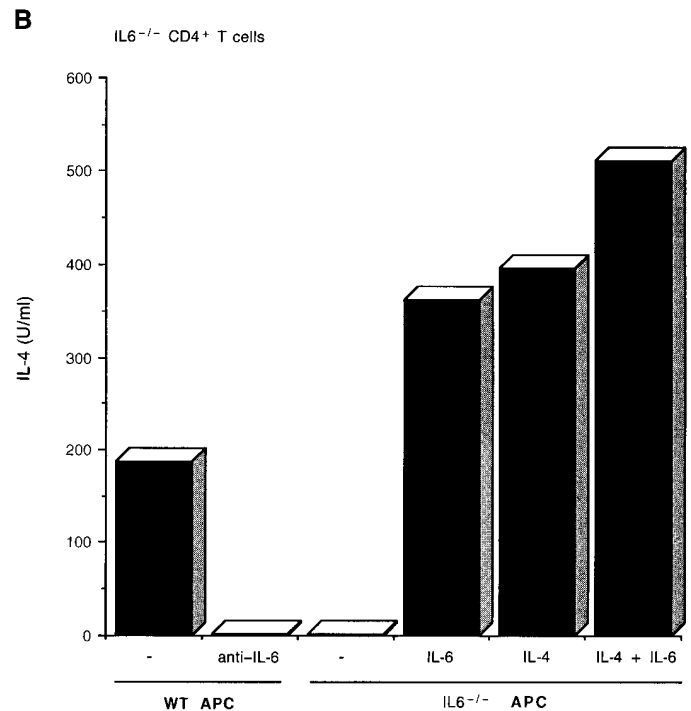 B
IL6⁻/⁻ CD4⁺ T cells
600
500
400
300
200
100
0
IL-4 (U/ml)
- anti-IL-6 - IL-6 IL-4 IL-4 + IL-6
WT APC IL6⁻/⁻ APC